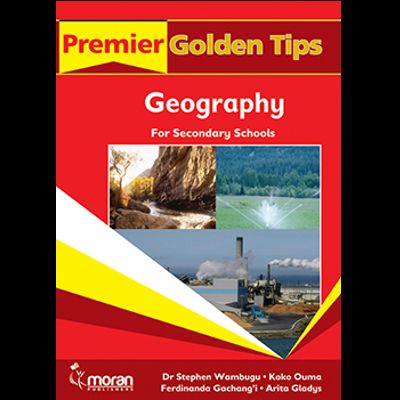 Premier Golden Tips
Geography
For Secondary Schools
Dr Stephen Wambugu • Koko Ouma
Ferdinanda Gachang'i • Arita Gladys
moran
PUBLISHERS